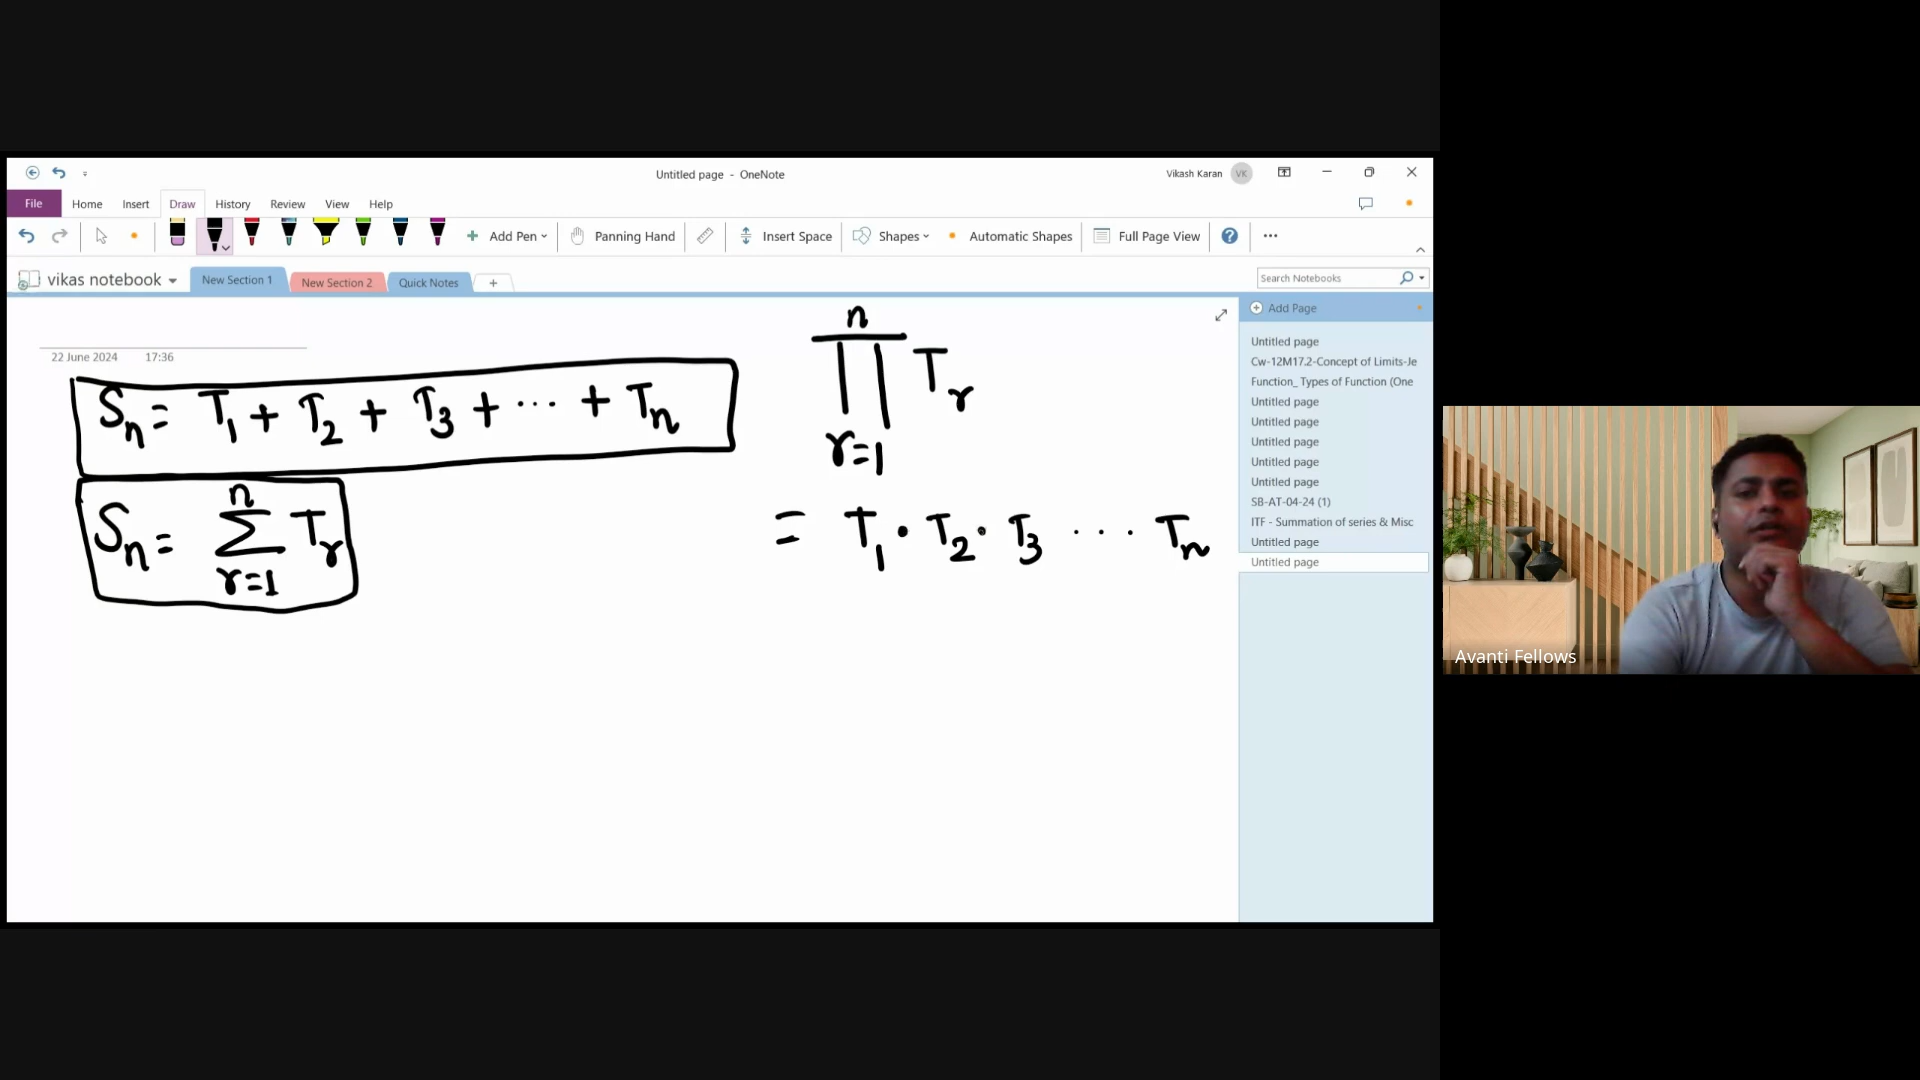 Untitled page - OneNote
Vikash Karan VK
File Home Insert Draw History Review View Help
Add Pen Panning Hand Insert Space Shapes Automatic Shapes Full Page View ? ...
vikas notebook New Section 1 New Section 2 Quick Notes +
Search Notebooks
Add Page
Untitled page
Cw-12M17.2-Concept of Limits-Je
Function_ Types of Function (One
Untitled page
Untitled page
Untitled page
Untitled page
Untitled page
SB-AT-04-24 (1)
ITF - Summation of series & Misc
Untitled page
Untitled page
22 June 2024 17:36
Sₙ = T₁ + T₂ + T₃ + ... + Tₙ
Sₙ = ∑ₙ r=1 Tᵣ
n
∏ Tᵣ
r=1
= T₁ · T₂ · T₃ .... Tₙ
Avanti Fellows